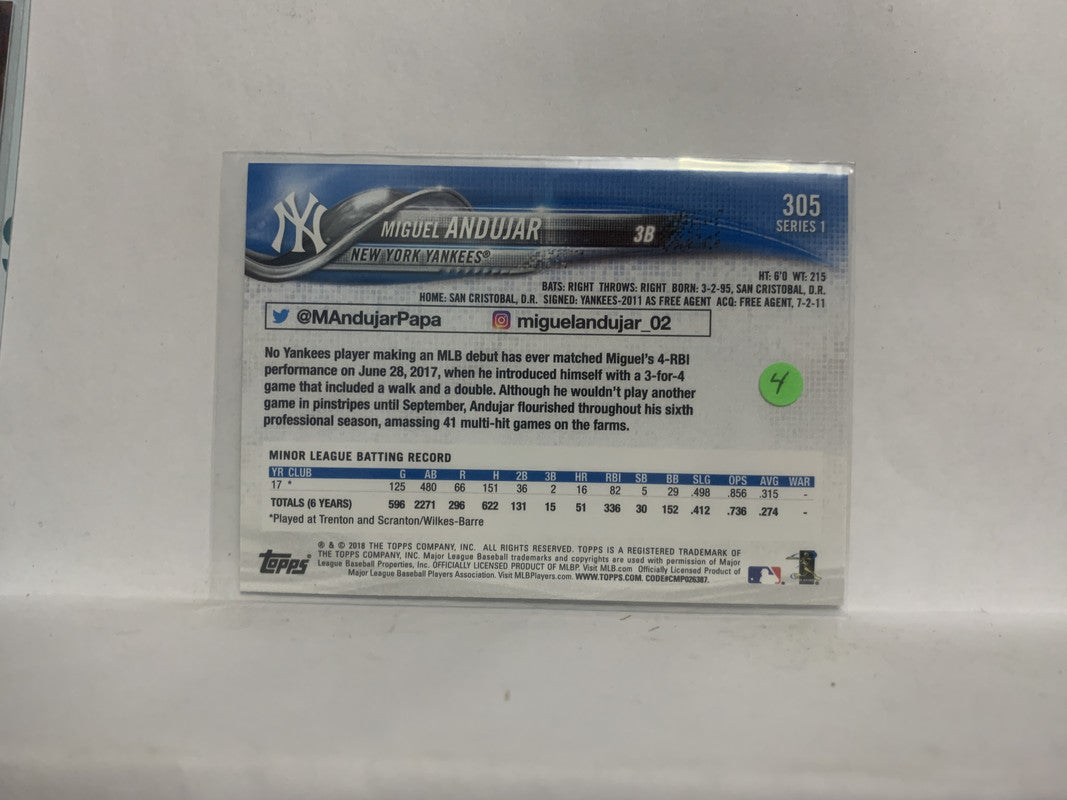 NY
305
SERIES 1
MIGUEL ANDUJAR
3B
NEW YORK YANKEES®
HT: 6'0 WT: 215
BATS: RIGHT THROWS: RIGHT BORN: 3-2-95, SAN CRISTOBAL, D.R.
HOME: SAN CRISTOBAL, D.R. SIGNED: YANKEES-2011 AS FREE AGENT ACQ: FREE AGENT, 7-2-11
@MAndujarPapa miguelandujar_02
No Yankees player making an MLB debut has ever matched Miguel's 4-RBI
performance on June 28, 2017, when he introduced himself with a 3-for-4
game that included a walk and a double. Although he wouldn't play another
game in pinstripes until September, Andujar flourished throughout his sixth
professional season, amassing 41 multi-hit games on the farms.
4
MINOR LEAGUE BATTING RECORD
YR CLUB G AB R H 2B 3B HR RBI SB BB SLG OPS AVG WAR
17 * 125 480 66 151 36 2 16 82 5 29 .498 .856 .315 -
TOTALS (6 YEARS) 596 2271 296 622 131 15 51 336 30 152 .412 .736 .274 -
*Played at Trenton and Scranton/Wilkes-Barre
topps
® & © 2018 THE TOPPS COMPANY, INC. ALL RIGHTS RESERVED. TOPPS IS A REGISTERED TRADEMARK OF
THE TOPPS COMPANY, INC. Major League Baseball trademarks and copyrights are used with permission of Major
League Baseball Properties, Inc. OFFICIALLY LICENSED PRODUCT OF MLBP. Visit MLB.com Officially Licensed Product of
Major League Baseball Players Association. Visit MLBPlayers.com. WWW.TOPPS.COM. CODE#CMP026387.